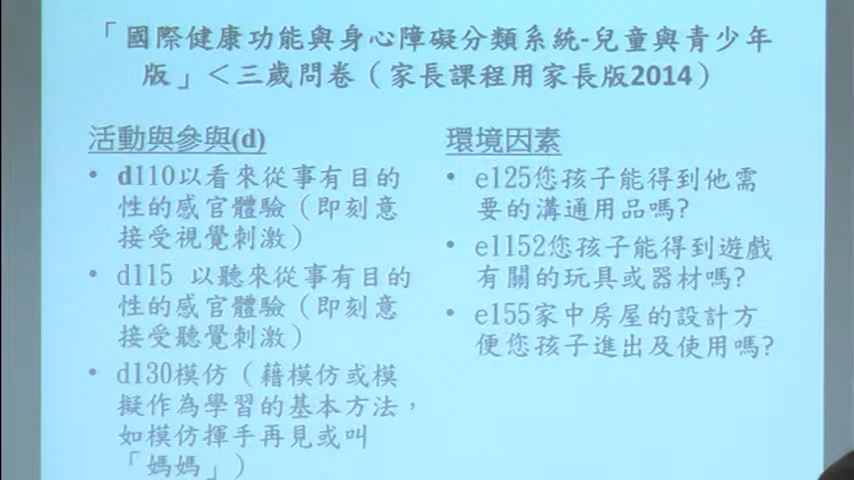 「國際健康功能與身心障礙分類系統-兒童與青少年
版」＜三歲問卷（家長課程用家長版2014）
活動與參與(d)
• d110以看來從事有目的
性的感官體驗（即刻意
接受視覺刺激）
• d115 以聽來從事有目的
性的感官體驗（即刻意
接受聽覺刺激）
• d130模仿（藉模仿或模
擬作為學習的基本方法，
如模仿揮手再見或叫
「媽媽」）
環境因素
• e125您孩子能得到他需
要的溝通用品嗎?
• e1152您孩子能得到遊戲
有關的玩具或器材嗎?
• e155家中房屋的設計方
便您孩子進出及使用嗎?